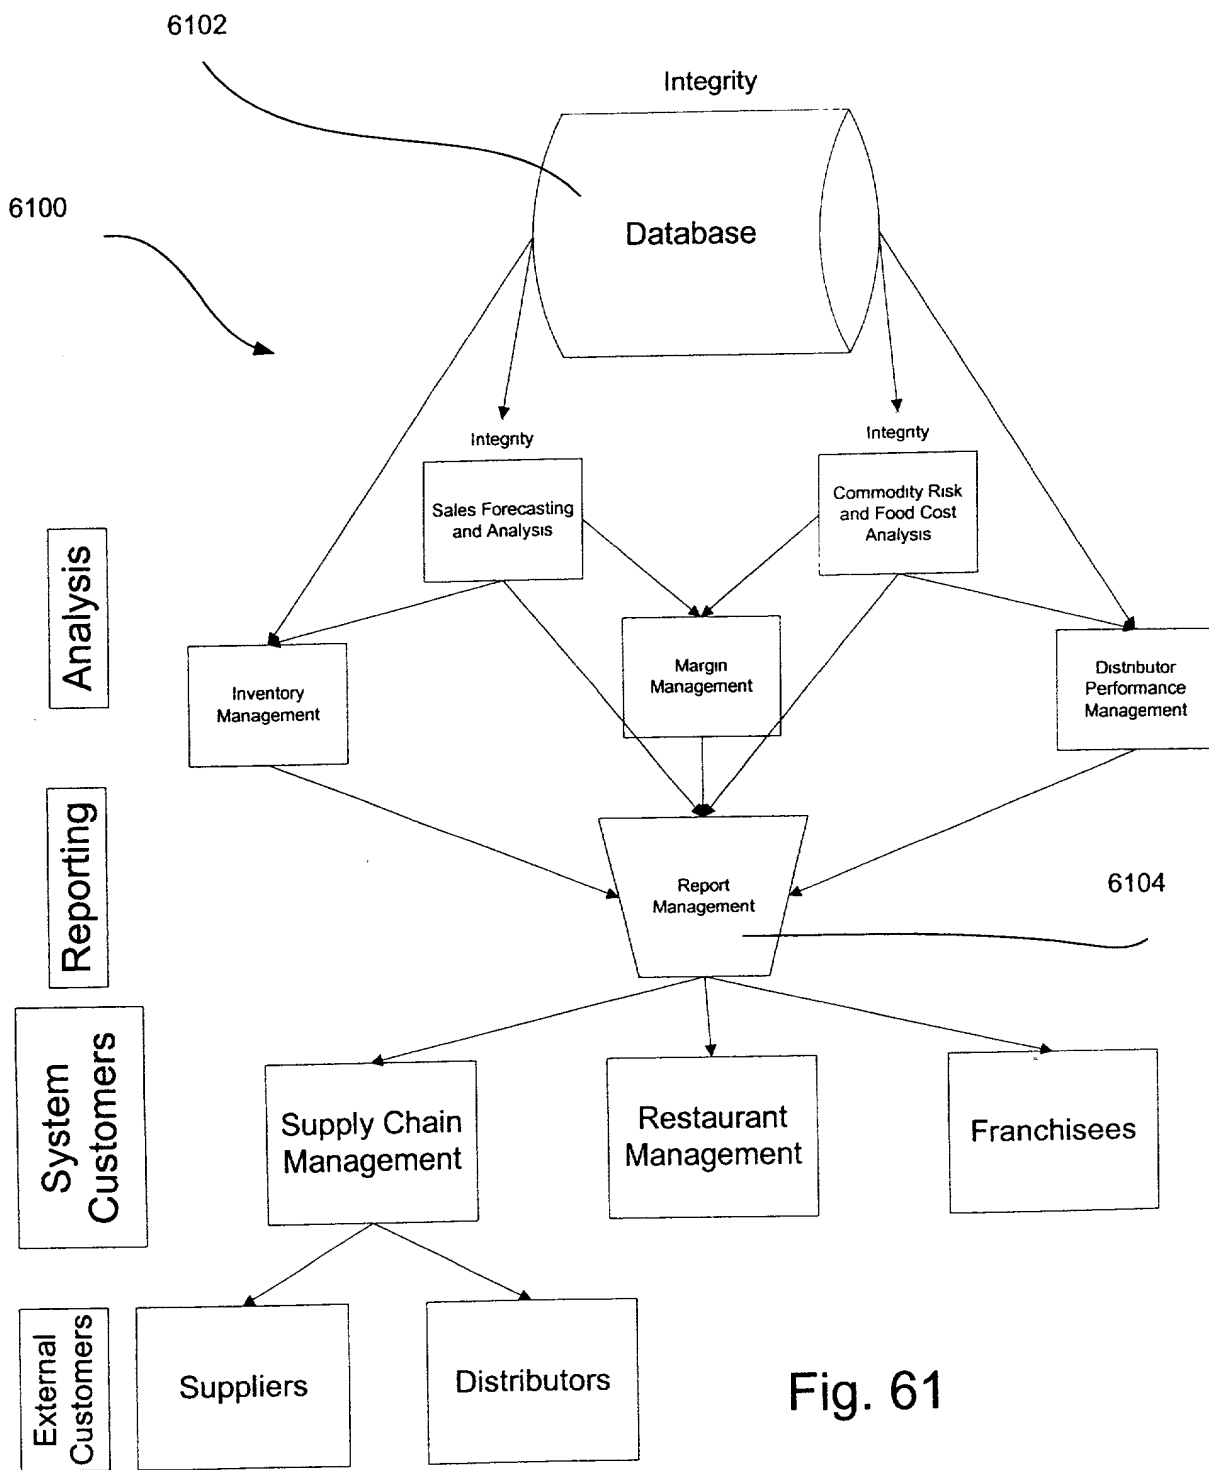 6102
Integrity
6100
Database
Integrity
Integrity
Sales Forecasting
and Analysis
Commodity Risk
and Food Cost
Analysis
Analysis
Inventory
Management
Margin
Management
Distributor
Performance
Management
Reporting
Report
Management
6104
System
Customers
Supply Chain
Management
Restaurant
Management
Franchisees
External
Customers
Suppliers
Distributors
Fig. 61